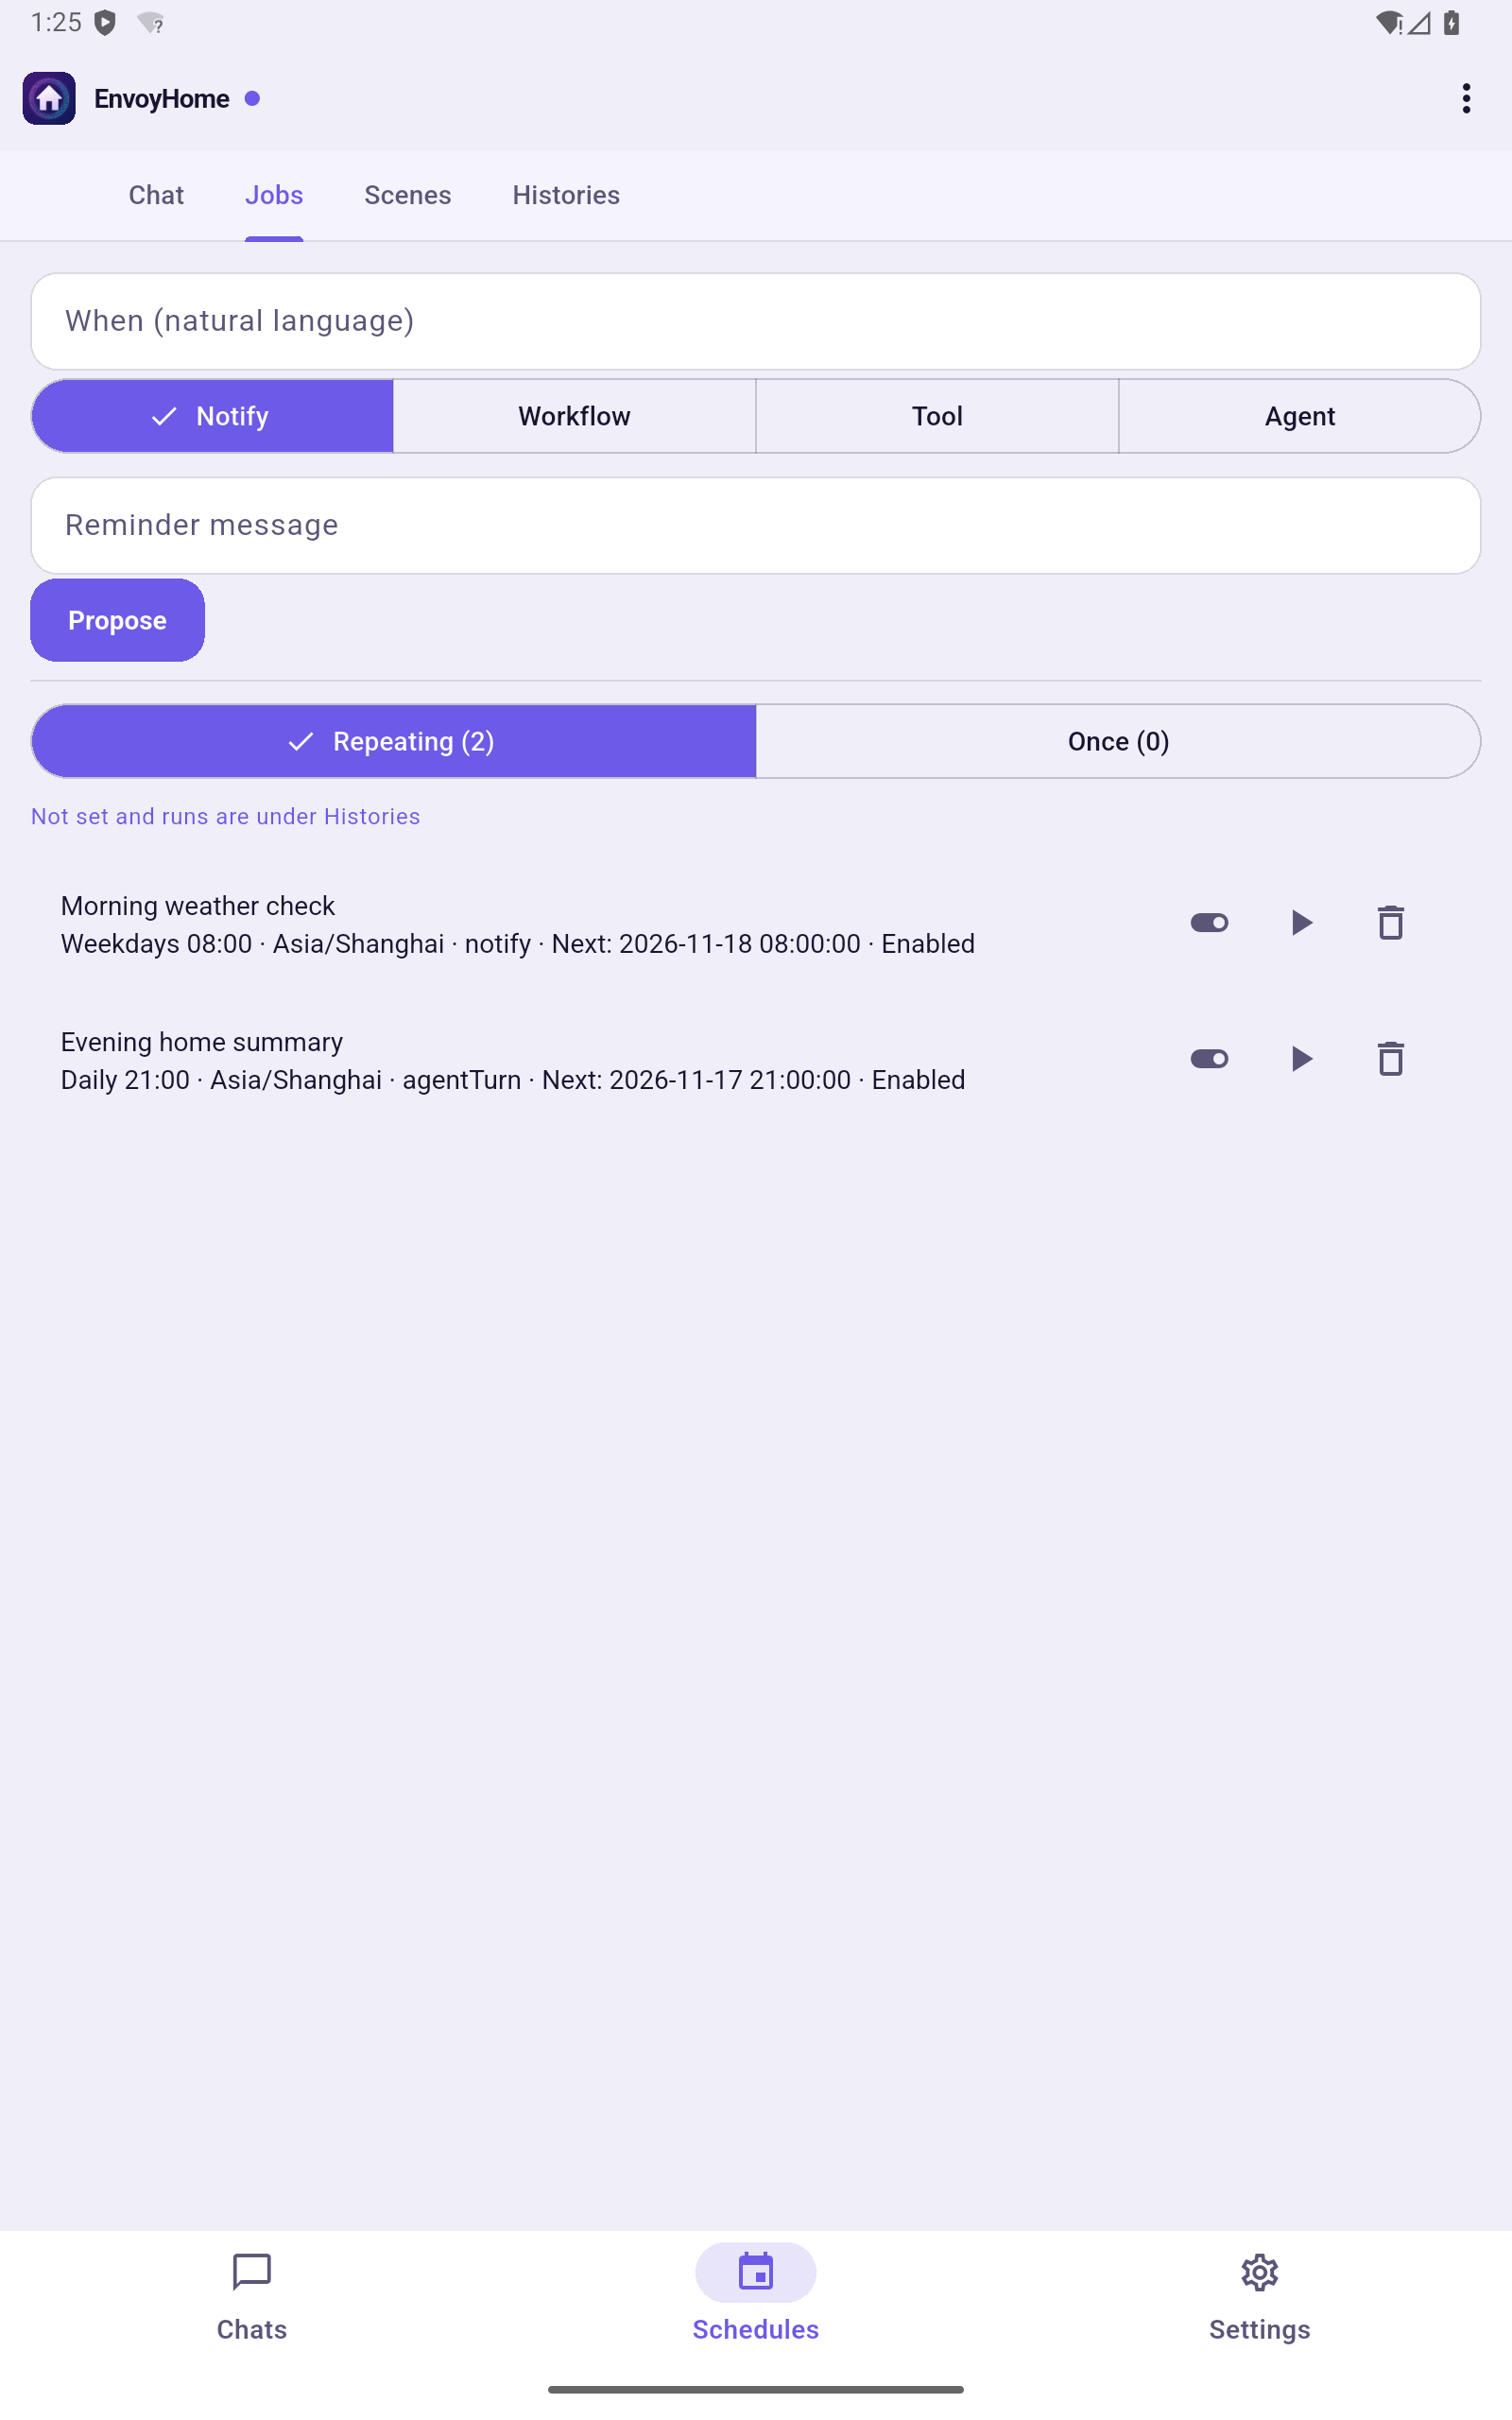 1:25
EnvoyHome
Chat Jobs Scenes Histories
When (natural language)
Notify Workflow Tool Agent
Reminder message
Propose
Repeating (2) Once (0)
Not set and runs are under Histories
Morning weather check
Weekdays 08:00 · Asia/Shanghai · notify · Next: 2026-11-18 08:00:00 · Enabled
Evening home summary
Daily 21:00 · Asia/Shanghai · agentTurn · Next: 2026-11-17 21:00:00 · Enabled
Chats Schedules Settings